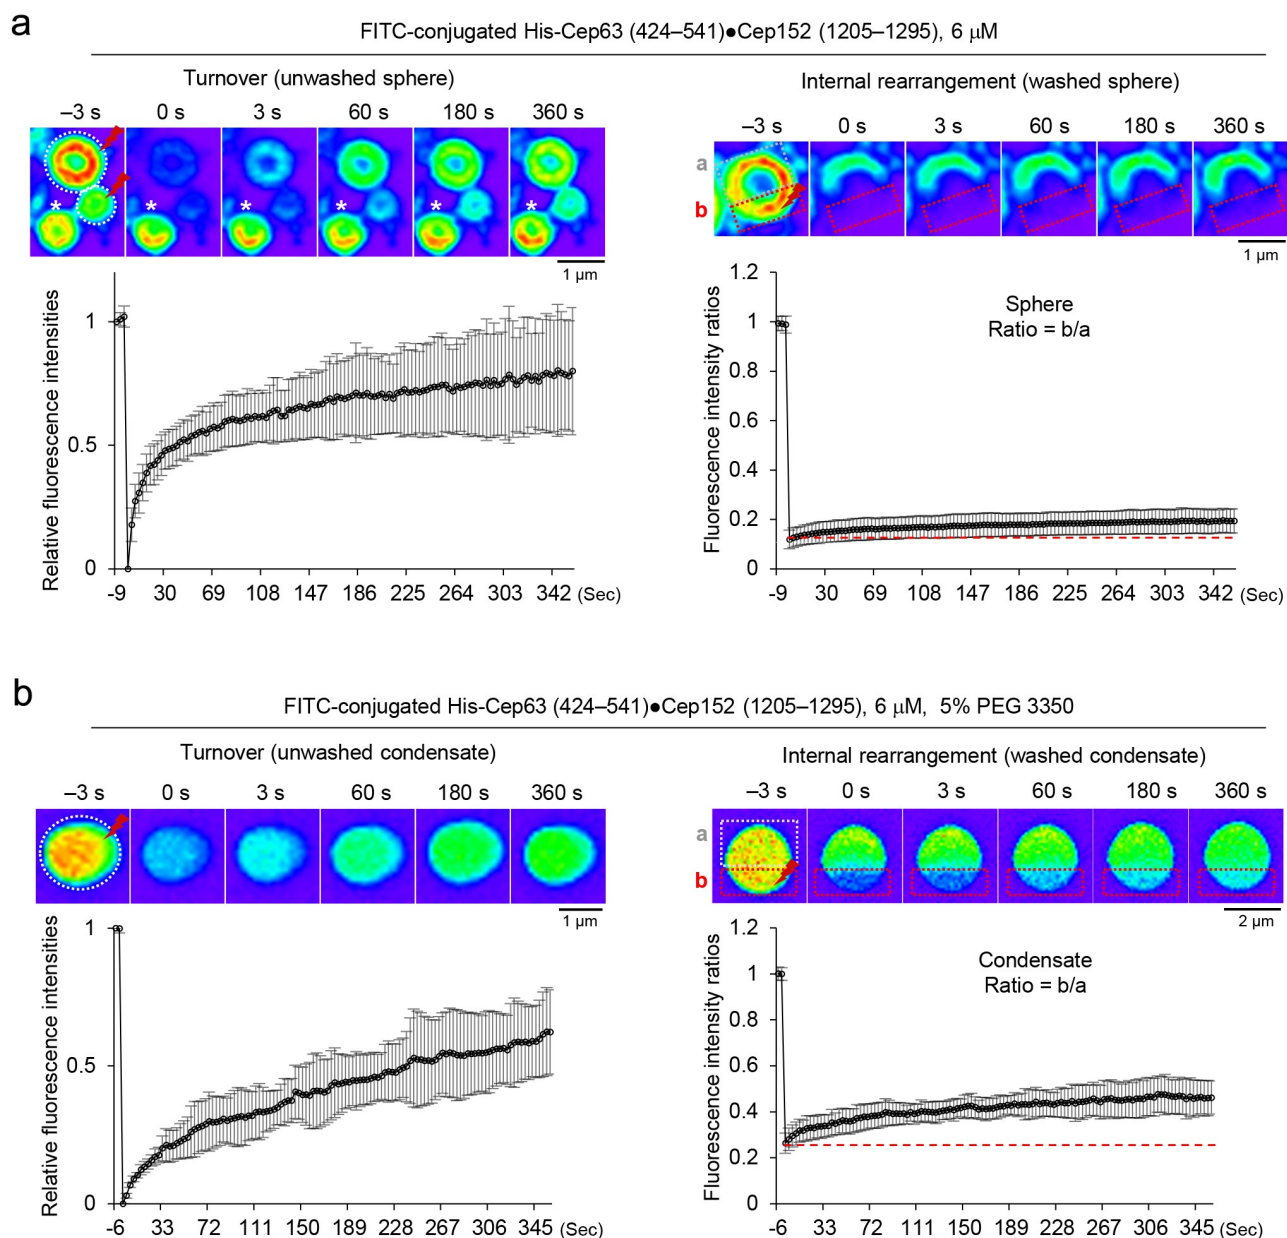 a
FITC-conjugated His-Cep63 (424–541)●Cep152 (1205–1295), 6 μM
Turnover (unwashed sphere)
–3 s 0 s 3 s 60 s 180 s 360 s
* * * * * *
1 μm
Relative fluorescence intensities
1
0.5
0
-9 30 69 108 147 186 225 264 303 342 (Sec)
Internal rearrangement (washed sphere)
–3 s 0 s 3 s 60 s 180 s 360 s
a
b
1 μm
Fluorescence intensity ratios
1.2
1
0.8
0.6
0.4
0.2
0
Sphere
Ratio = b/a
-9 30 69 108 147 186 225 264 303 342 (Sec)
b
FITC-conjugated His-Cep63 (424–541)●Cep152 (1205–1295), 6 μM, 5% PEG 3350
Turnover (unwashed condensate)
–3 s 0 s 3 s 60 s 180 s 360 s
1 μm
Relative fluorescence intensities
1
0.5
0
-6 33 72 111 150 189 228 267 306 345 (Sec)
Internal rearrangement (washed condensate)
–3 s 0 s 3 s 60 s 180 s 360 s
a
b
2 μm
Fluorescence intensity ratios
1.2
1
0.8
0.6
0.4
0.2
0
Condensate
Ratio = b/a
-6 33 72 111 150 189 228 267 306 345 (Sec)